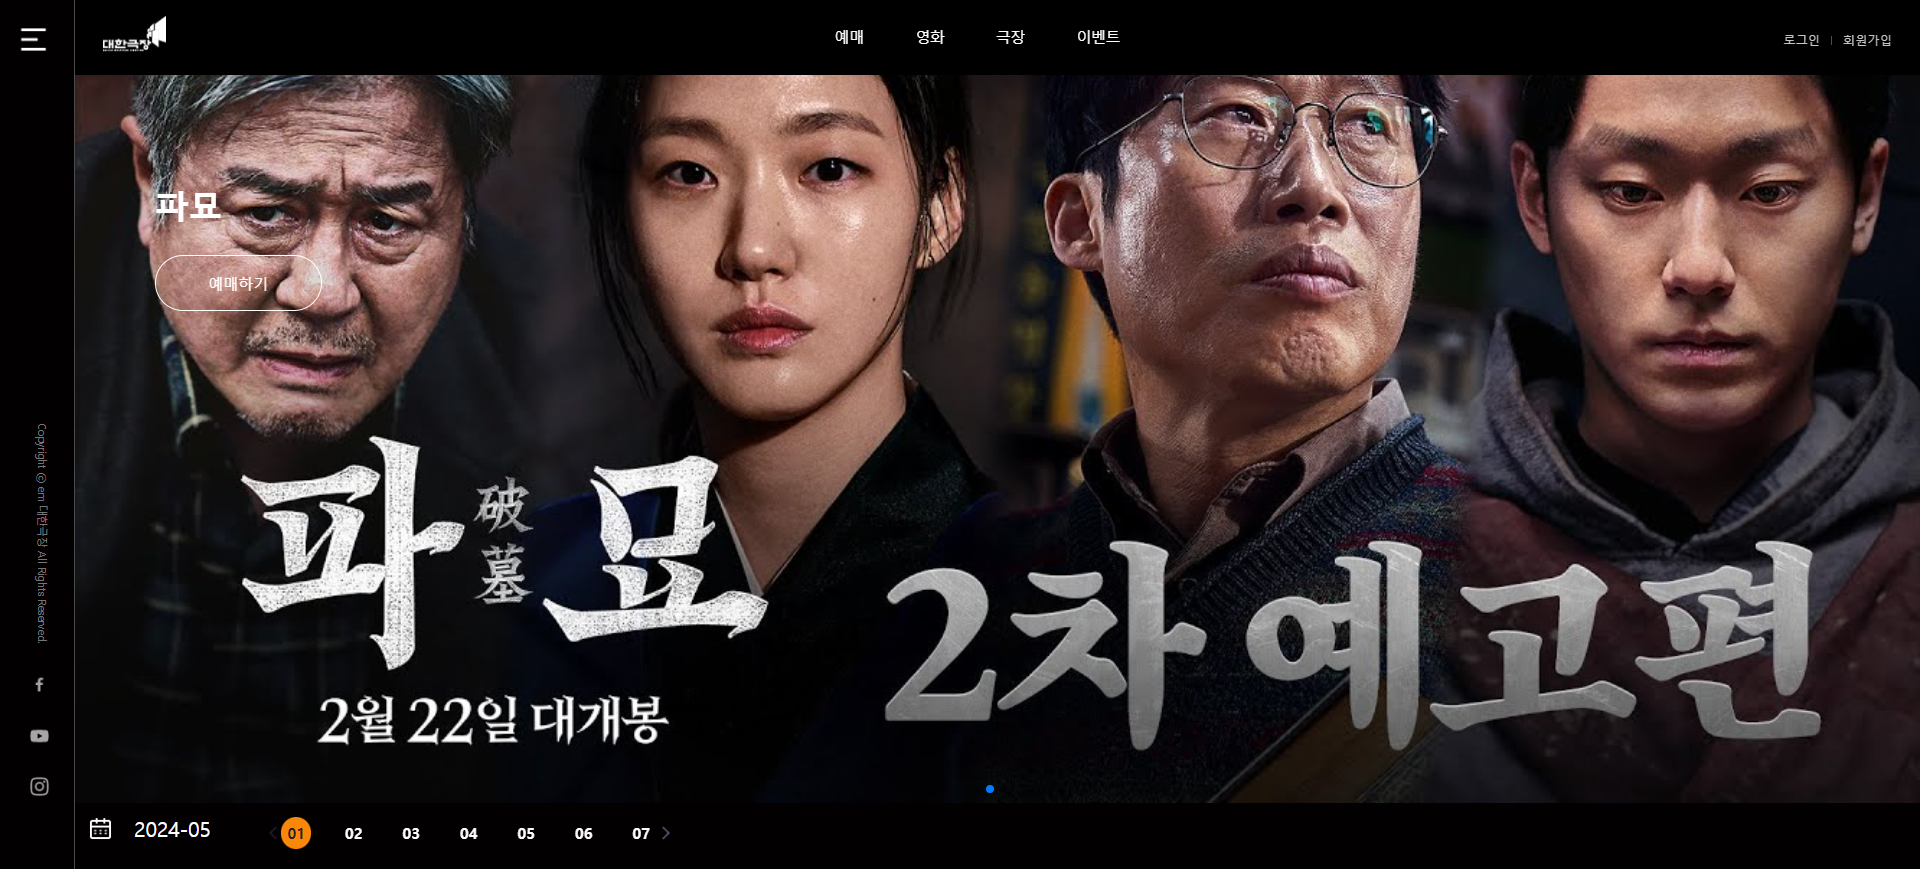 대한극장
예매 영화 극장 이벤트
로그인 회원가입
파묘
예매하기
파묘
破墓
2월 22일 대개봉
2차 예고편
Copyright ⓒ em 대한극장 All Rights Reserved.
2024-05
01 02 03 04 05 06 07